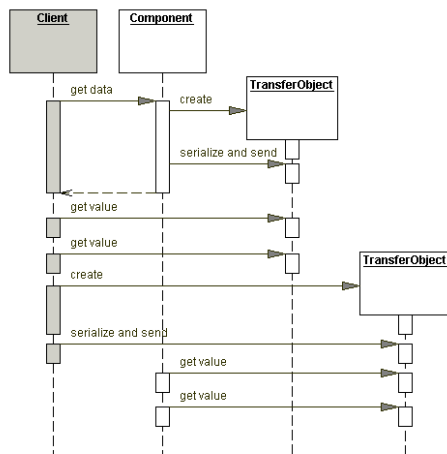 Client
Component
TransferObject
get data
create
serialize and send
get value
get value
TransferObject
create
serialize and send
get value
get value